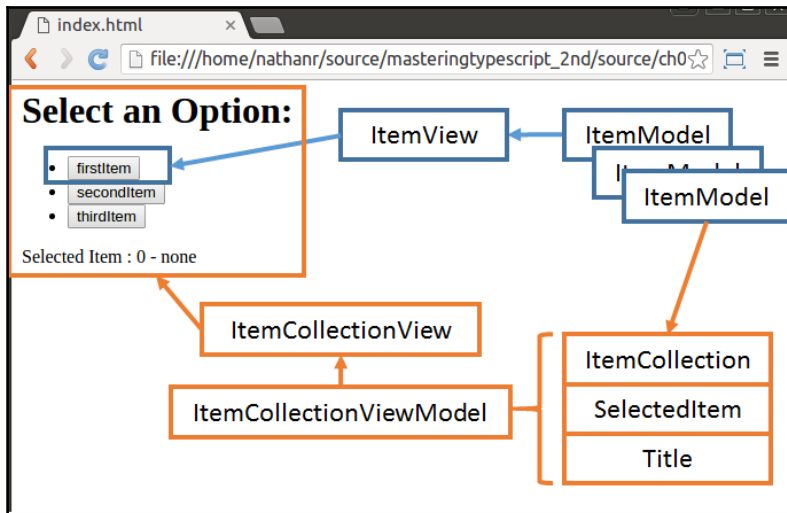 index.html
file:///home/nathanr/source/masteringtypescript_2nd/source/ch0
Select an Option:
firstItem
secondItem
thirdItem
Selected Item : 0 - none
ItemView
ItemModel
ItemModel
ItemCollectionView
ItemCollectionViewModel
ItemCollection
SelectedItem
Title